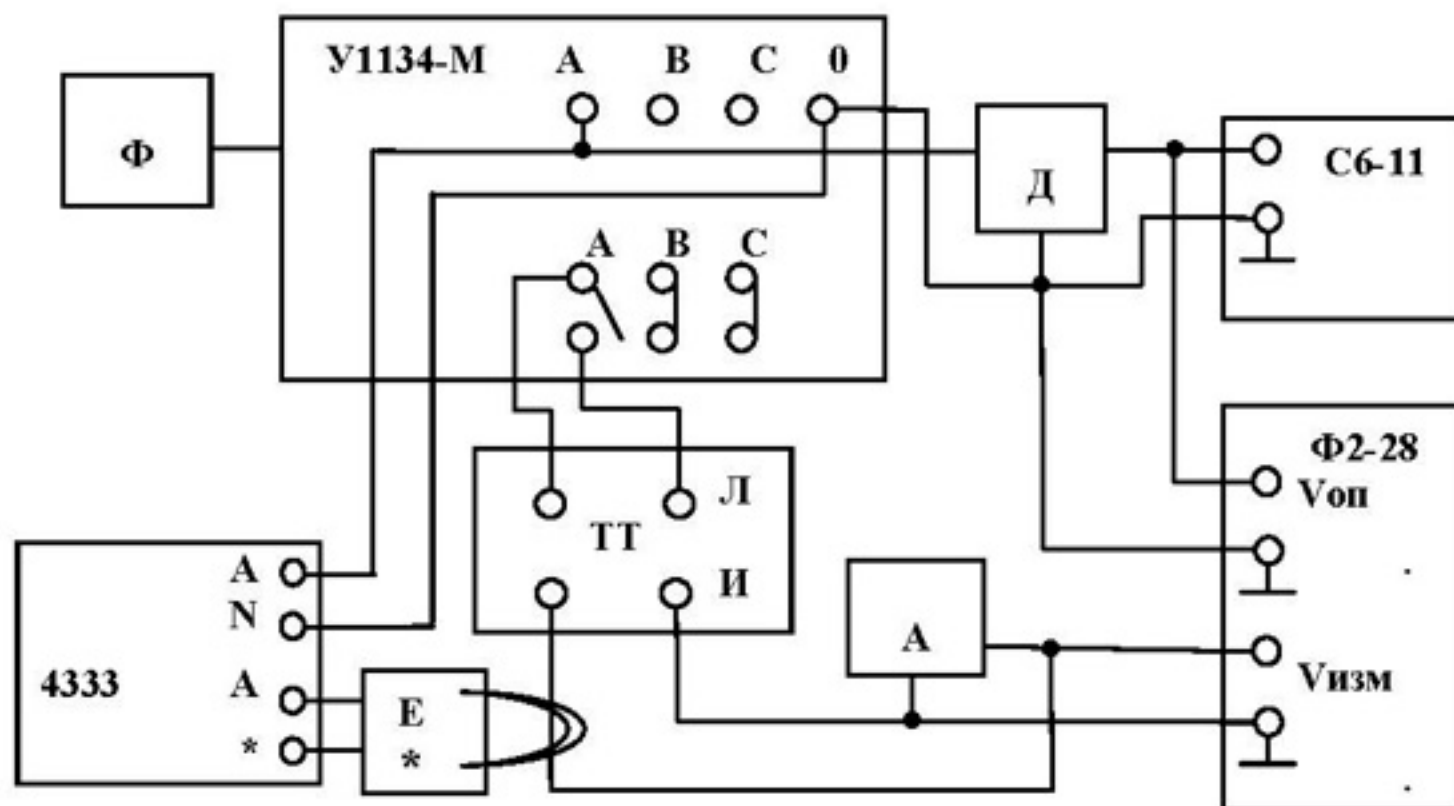 У1134-М А В С 0
Ф
С6-11
Д
А В С
Ф2-28
Vоп
Л
ТТ
И
А
N
4333
А
*
Е
*
А
Vизм